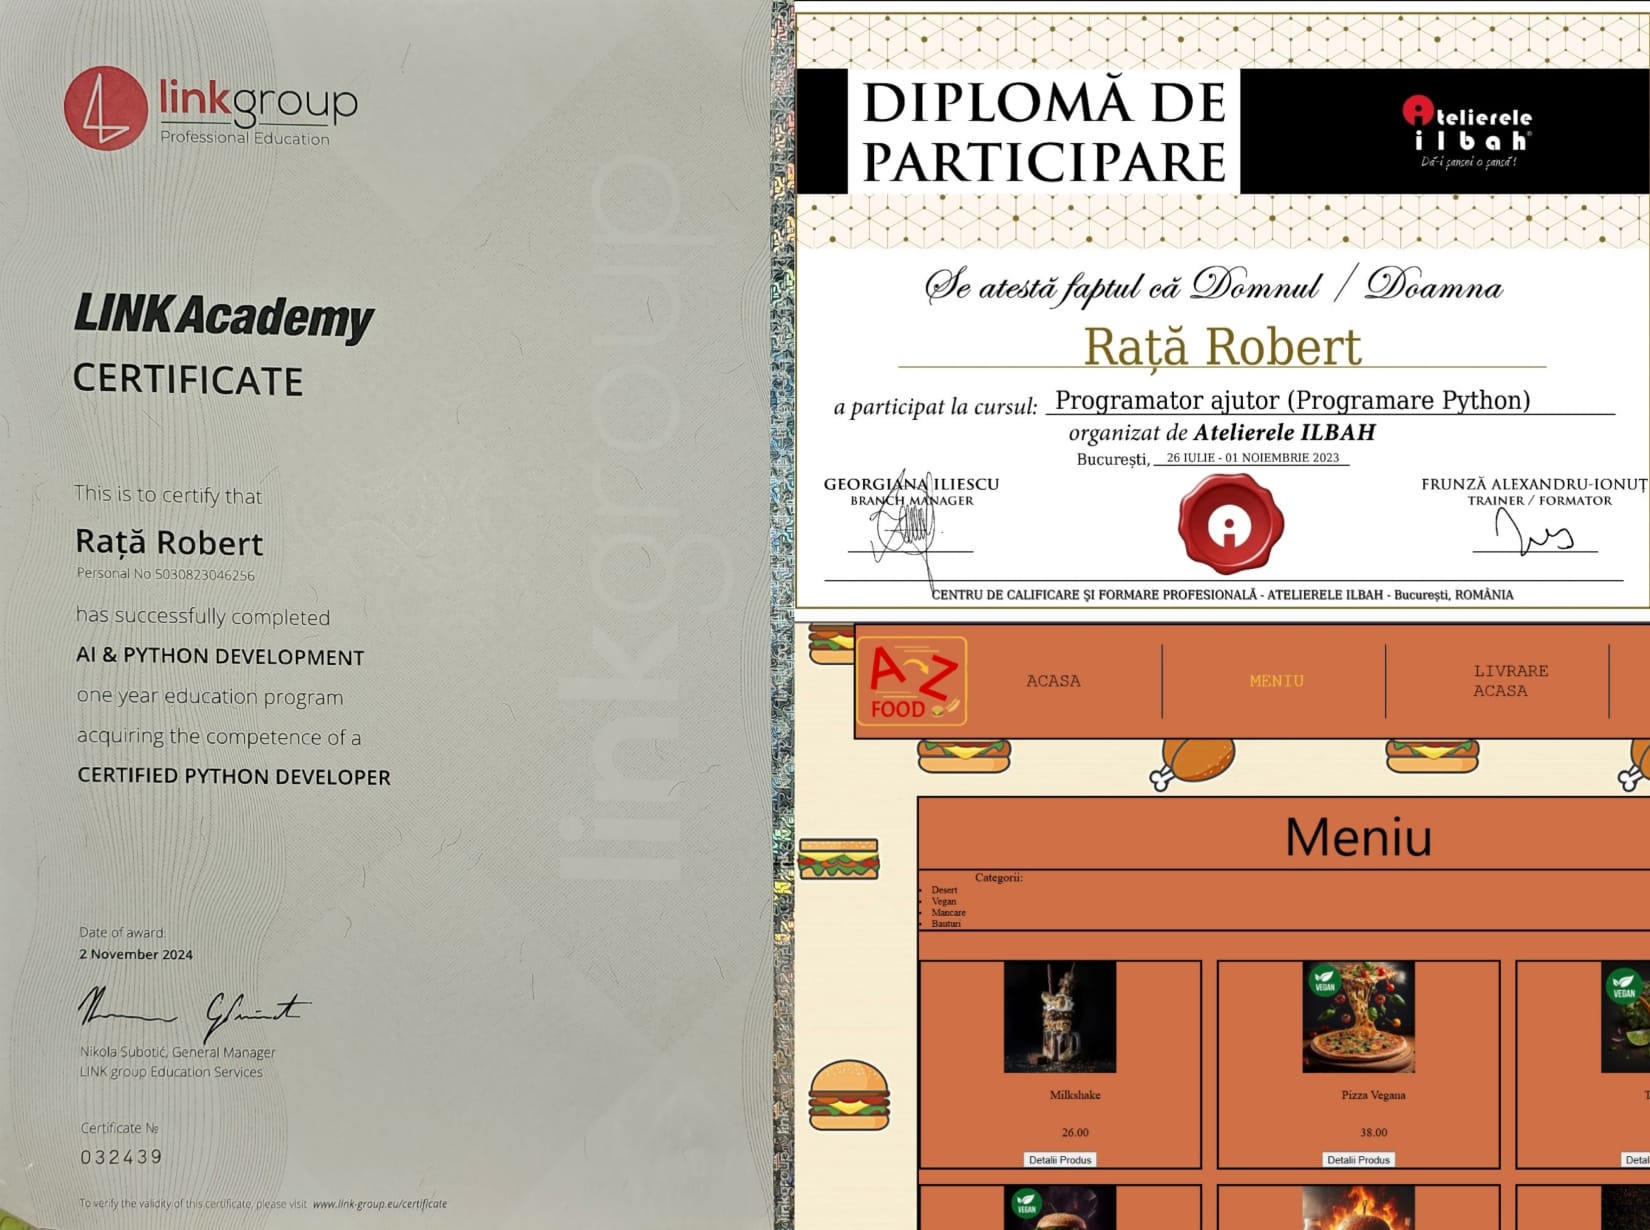 linkgroup
Professional Education
LINK Academy
CERTIFICATE
This is to certify that
Rață Robert
Personal No 5030823046256
has successfully completed
AI & PYTHON DEVELOPMENT
one year education program
acquiring the competence of a
CERTIFIED PYTHON DEVELOPER
Date of award:
2 November 2024
Nikola Subotić, General Manager
LINK group Education Services
Certificate №
032439
To verify the validity of this certificate, please visit www.link-group.eu/certificate
linkgroup
DIPLOMĂ DE
PARTICIPARE
atelierele
ilbah®
Dă-i șansei o șansă!
Se atestă faptul că Domnul / Doamna
Rață Robert
a participat la cursul: Programator ajutor (Programare Python)
organizat de Atelierele ILBAH
București, 26 IULIE - 01 NOIEMBRIE 2023
GEORGIANA ILIESCU
BRANCH MANAGER
FRUNZĂ ALEXANDRU-IONUȚ
TRAINER / FORMATOR
CENTRU DE CALIFICARE ŞI FORMARE PROFESIONALĂ - ATELIERELE ILBAH - Bucureşti, ROMÂNIA
A Z
FOOD
ACASA
MENIU
LIVRARE
ACASA
Meniu
Categorii:
Desert
Vegan
Mancare
Bauturi
VEGAN
VEGAN
Milkshake
Pizza Vegana
T
26.00
38.00
Detalii Produs
Detalii Produs
Detal
VEGAN